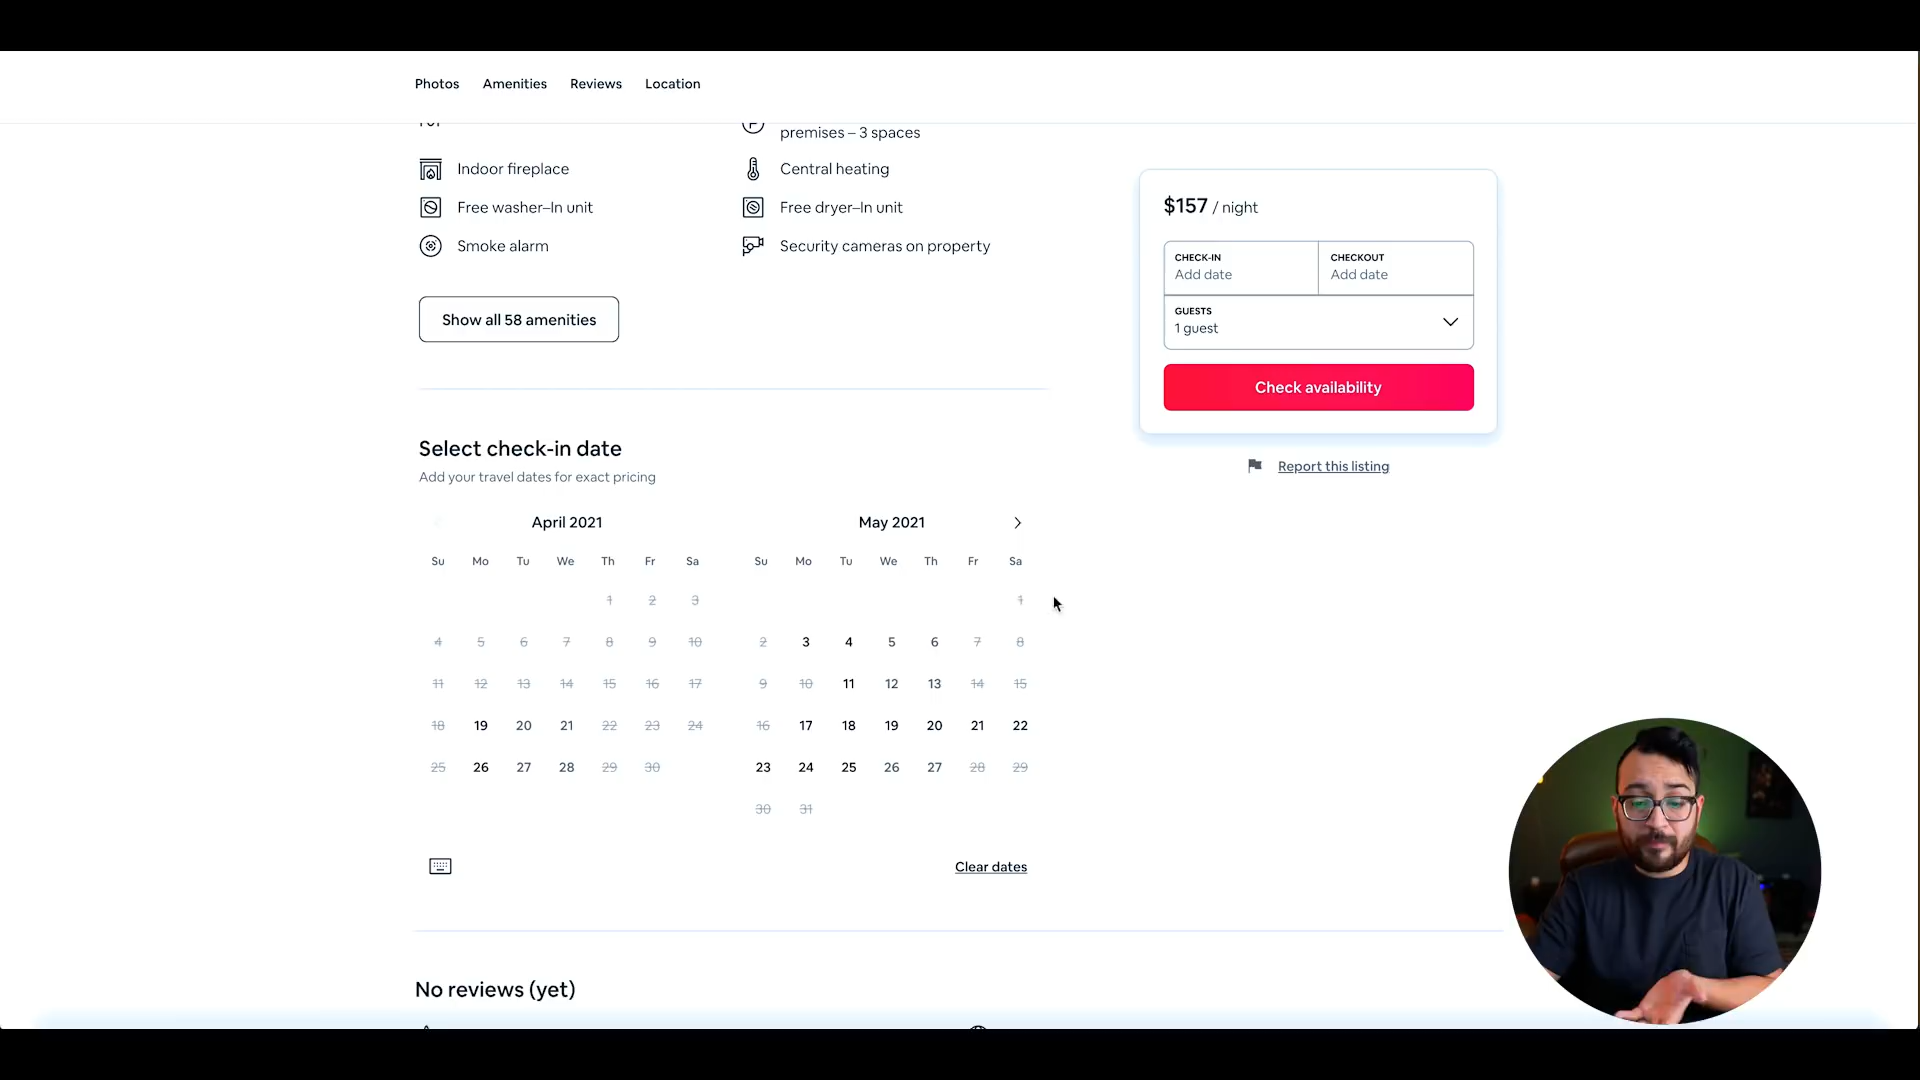 Photos Amenities Reviews Location
premises – 3 spaces
Indoor fireplace
Central heating
Free washer–In unit
Free dryer–In unit
Smoke alarm
Security cameras on property
Show all 58 amenities
$157 / night
CHECK-IN
Add date
CHECKOUT
Add date
GUESTS
1 guest
Check availability
Report this listing
Select check-in date
Add your travel dates for exact pricing
April 2021
Su Mo Tu We Th Fr Sa
1 2 3
4 5 6 7 8 9 10
11 12 13 14 15 16 17
18 19 20 21 22 23 24
25 26 27 28 29 30
May 2021
Su Mo Tu We Th Fr Sa
1
2 3 4 5 6 7 8
9 10 11 12 13 14 15
16 17 18 19 20 21 22
23 24 25 26 27 28 29
30 31
Clear dates
No reviews (yet)